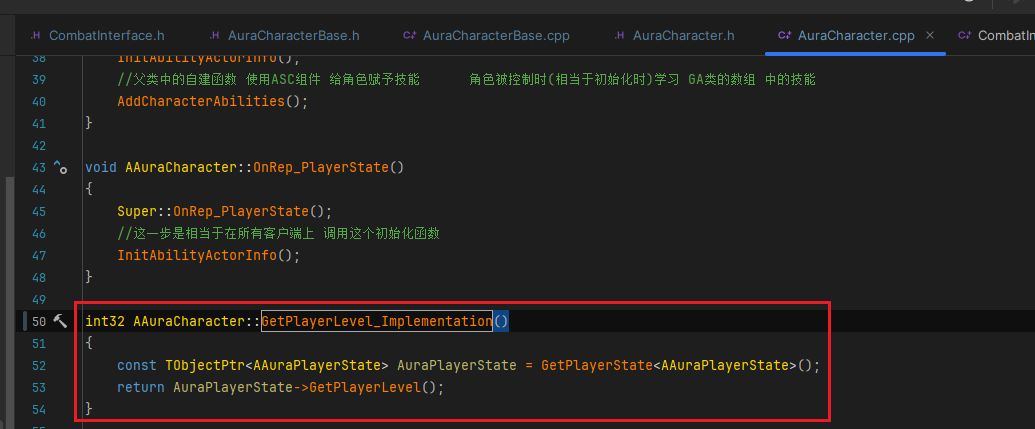 CombatInterface.h AuraCharacterBase.h AuraCharacterBase.cpp AuraCharacter.h AuraCharacter.cpp CombatIn
38 InitAbilityActorInfo();
39 //父类中的自建函数 使用ASC组件 给角色赋予技能 角色被控制时(相当于初始化时)学习 GA类的数组 中的技能
40 AddCharacterAbilities();
41 }
42
43 void AAuraCharacter::OnRep_PlayerState()
44 {
45 Super::OnRep_PlayerState();
46 //这一步是相当于在所有客户端上 调用这个初始化函数
47 InitAbilityActorInfo();
48 }
49
50 int32 AAuraCharacter::GetPlayerLevel_Implementation()
51 {
52 const TObjectPtr<AAuraPlayerState> AuraPlayerState = GetPlayerState<AAuraPlayerState>();
53 return AuraPlayerState->GetPlayerLevel();
54 }